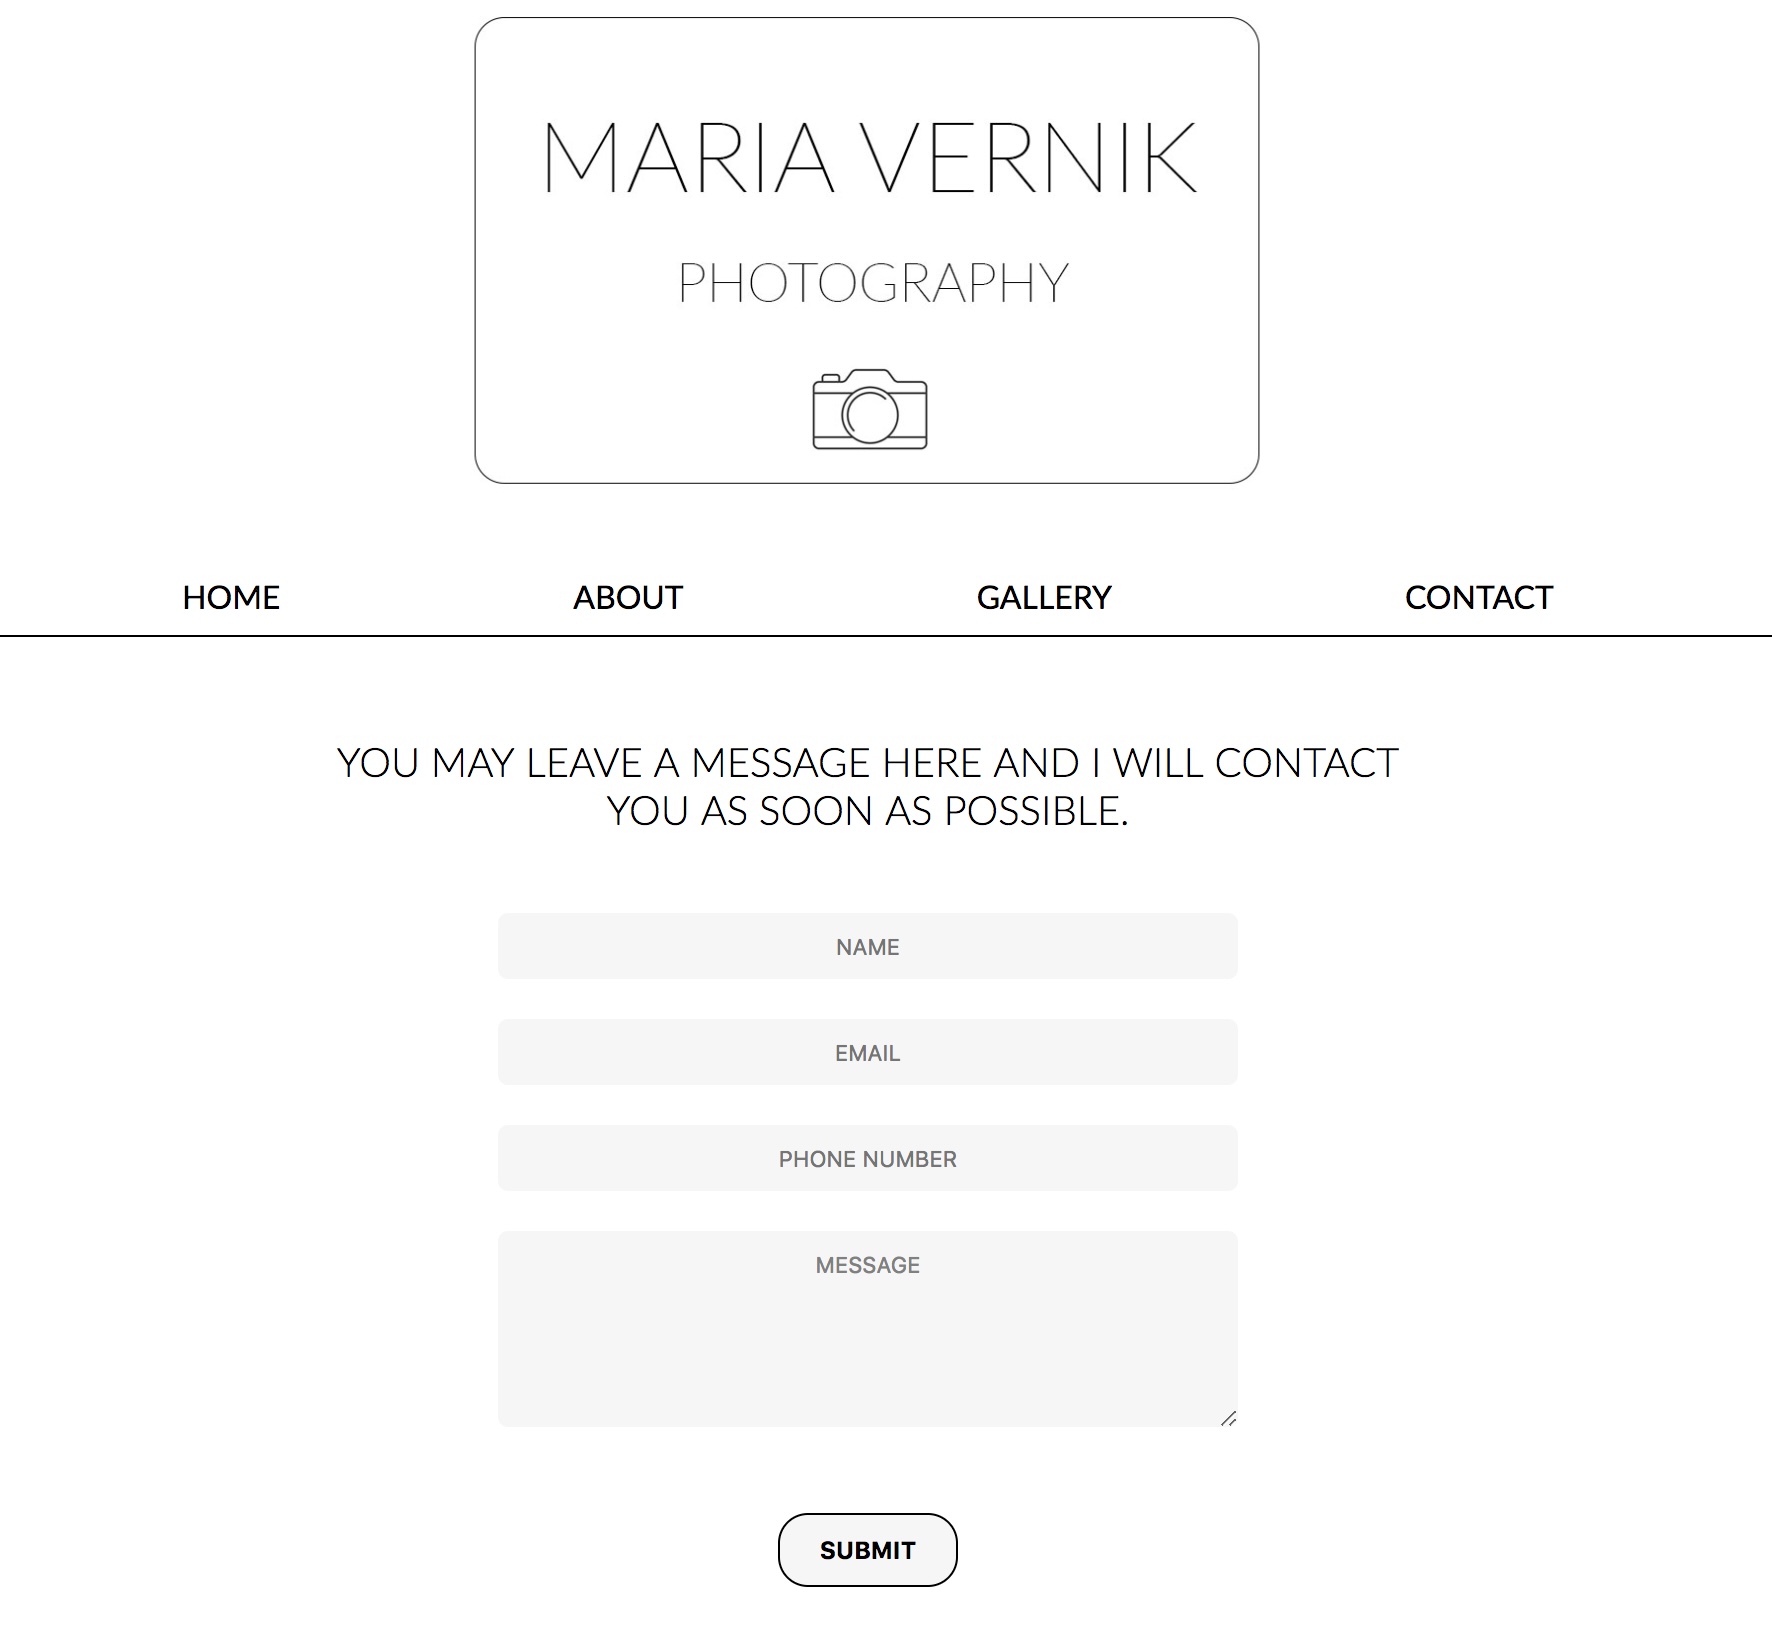 MARIA VERNIK
PHOTOGRAPHY
HOME ABOUT GALLERY CONTACT
YOU MAY LEAVE A MESSAGE HERE AND I WILL CONTACT
YOU AS SOON AS POSSIBLE.
NAME
EMAIL
PHONE NUMBER
MESSAGE
SUBMIT